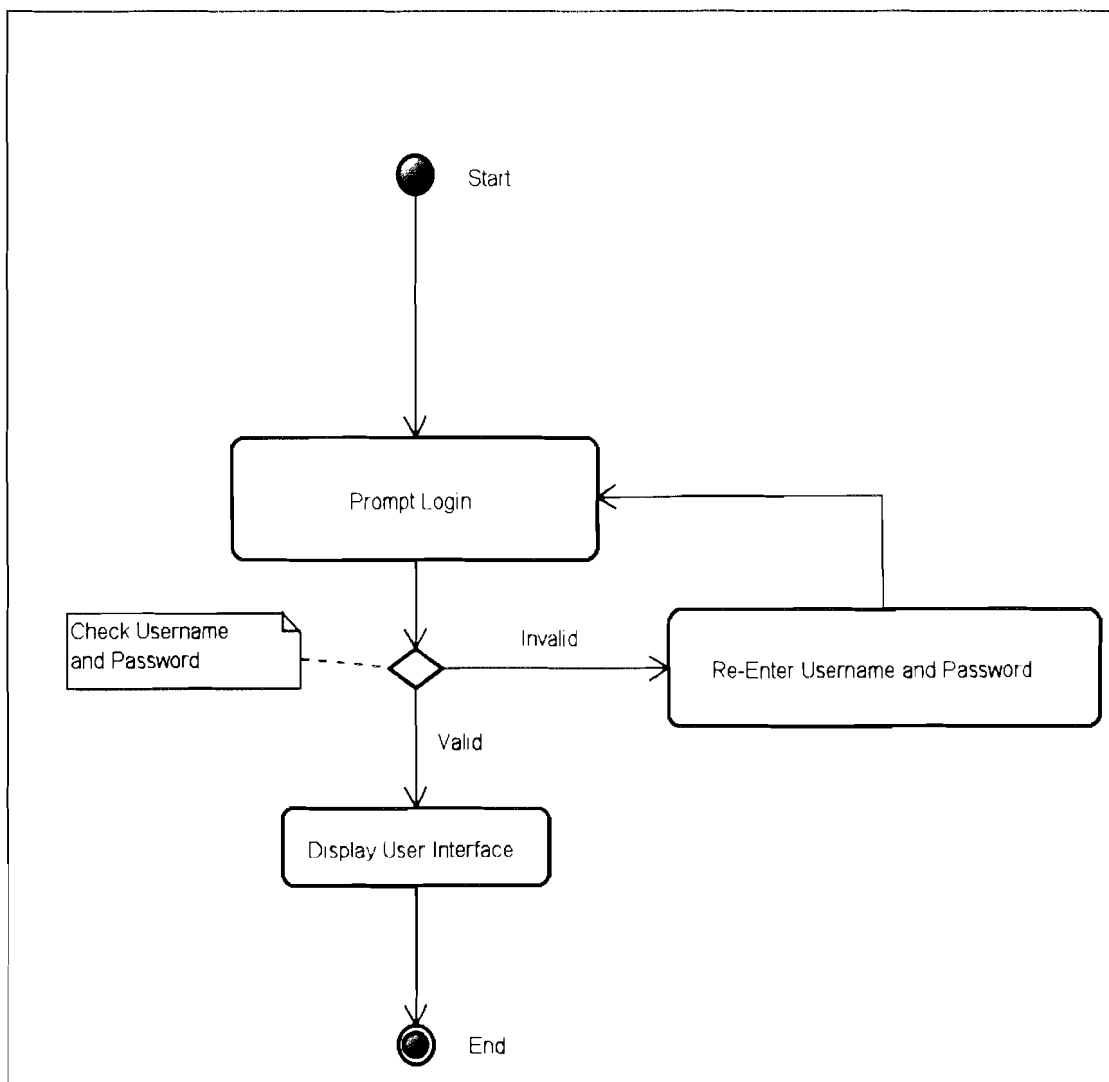 Start
Prompt Login
Check Username
and Password
Invalid
Re-Enter Username and Password
Valid
Display User Interface
End